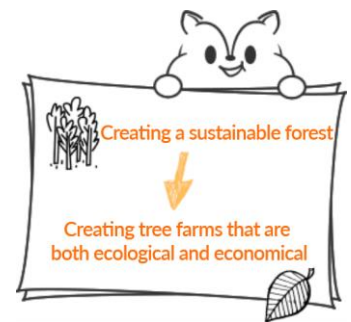 Creating a sustainable forest
Creating tree farms that are
both ecological and economical